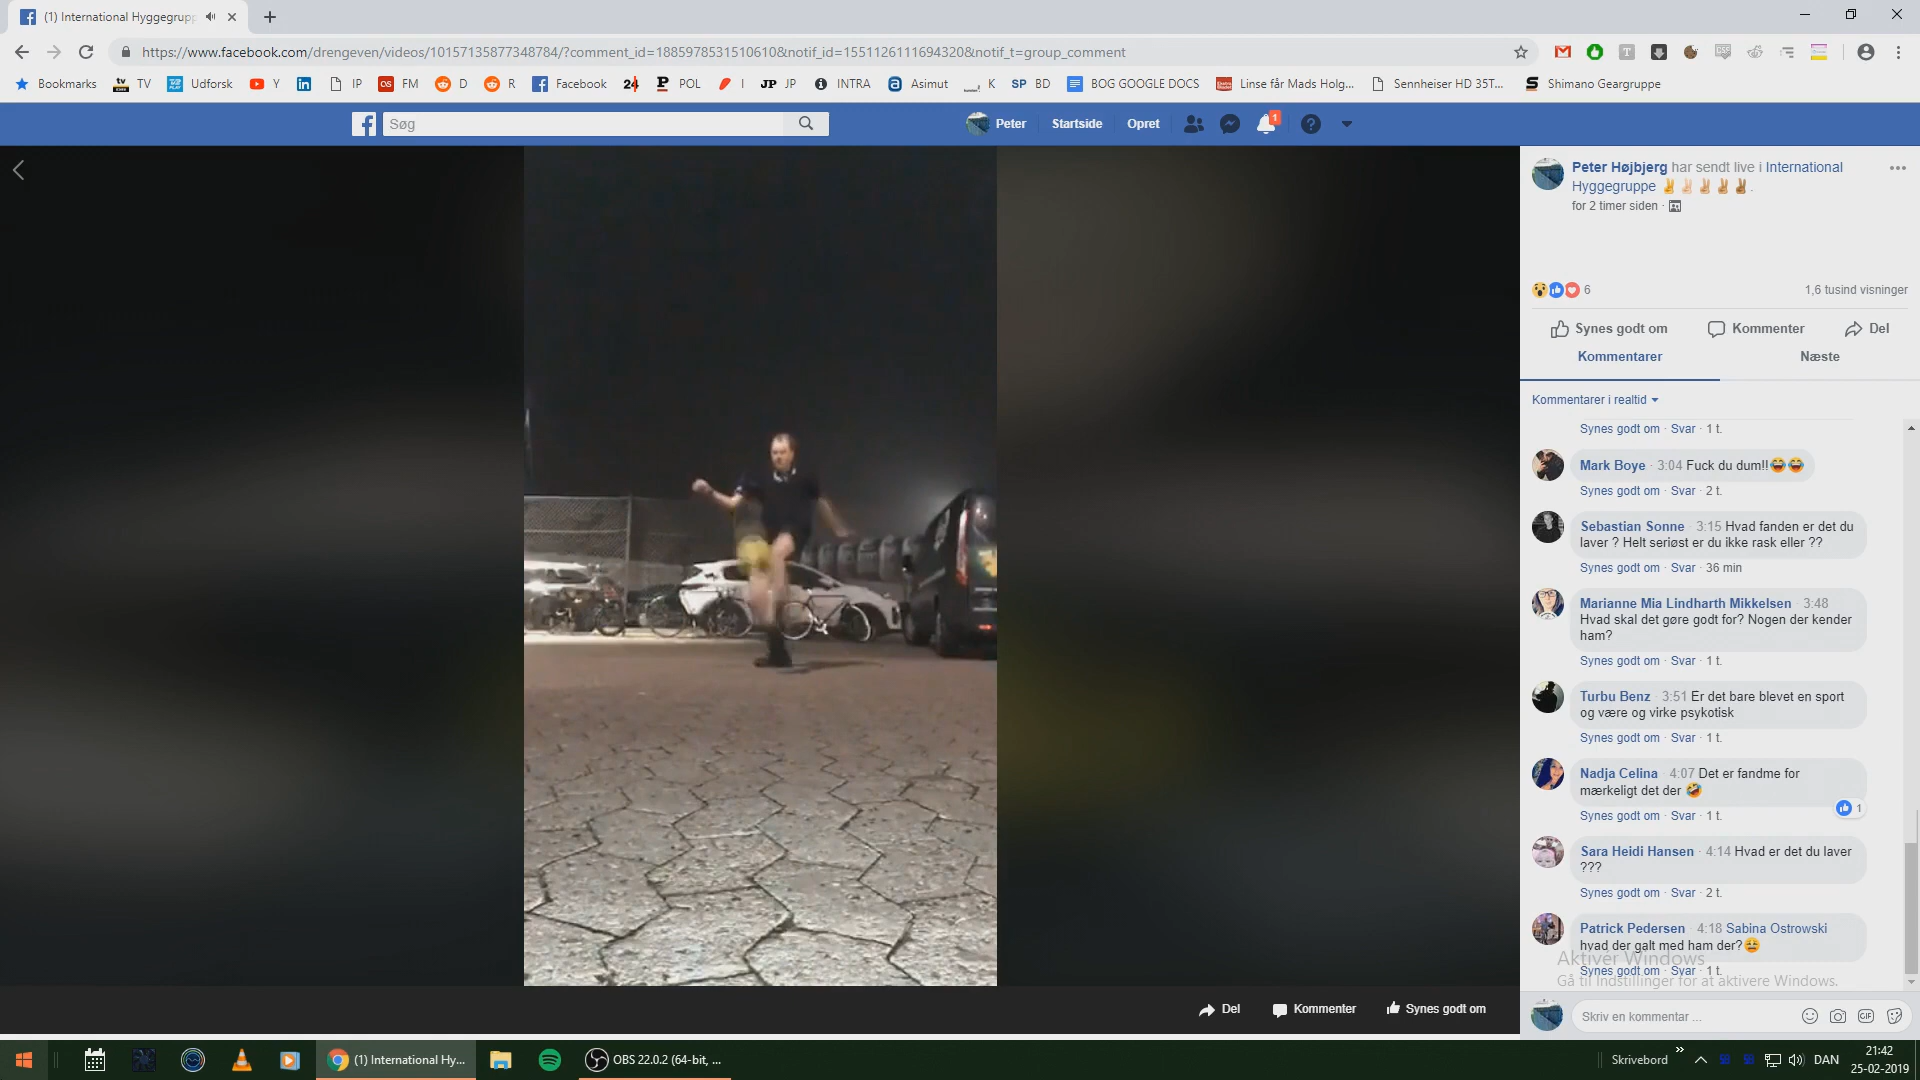 (1) International Hyggegrupp
https://www.facebook.com/drengeven/videos/10157135877348784/?comment_id=1885978531510610&notif_id=1551126111694320&notif_t=group_comment
Bookmarks TV Udforsk Y IP FM D R Facebook 24 POL I JP JP INTRA Asimut K SP BD BOG GOOGLE DOCS Linse får Mads Holg... Sennheiser HD 35T... Shimano Geargruppe
Søg Peter Startside Opret 1
Peter Højbjerg har sendt live i International
Hyggegruppe ✌✌🏻✌🏼✌🏽✌🏾.
for 2 timer siden ·
6 1,6 tusind visninger
Synes godt om Kommenter Del
Kommentarer Næste
Kommentarer i realtid
Synes godt om · Svar · 1 t.
Mark Boye · 3:04 Fuck du dum!!😂😂
Synes godt om · Svar · 2 t.
Sebastian Sonne · 3:15 Hvad fanden er det du
laver ? Helt seriøst er du ikke rask eller ??
Synes godt om · Svar · 36 min
Marianne Mia Lindharth Mikkelsen · 3:48
Hvad skal det gøre godt for? Nogen der kender
ham?
Synes godt om · Svar · 1 t.
Turbu Benz · 3:51 Er det bare blevet en sport
og være og virke psykotisk
Synes godt om · Svar · 1 t.
Nadja Celina · 4:07 Det er fandme for
mærkeligt det der 🤣
1
Synes godt om · Svar · 1 t.
Sara Heidi Hansen · 4:14 Hvad er det du laver
???
Synes godt om · Svar · 2 t.
Patrick Pedersen · 4:18 Sabina Ostrowski
hvad der galt med ham der?😫
Aktiver Windows
Synes godt om · Svar · 1 t.
Gå til Indstillinger for at aktivere Windows.
Del Kommenter Synes godt om
Skriv en kommentar ...
GIF
(1) International Hy... OBS 22.0.2 (64-bit, ... Skrivebord DAN 21:42
25-02-2019